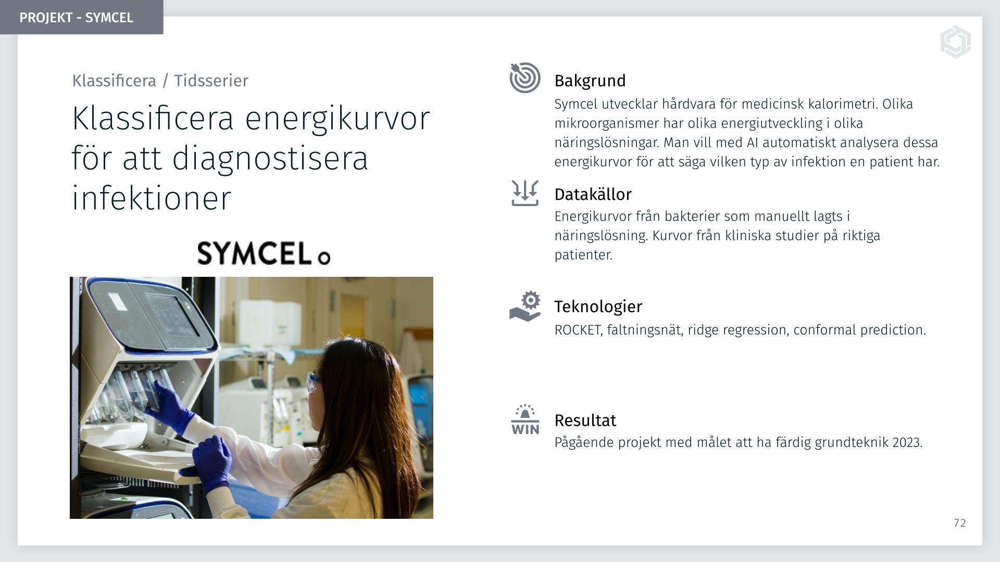 PROJEKT - SYMCEL
Klassificera / Tidsserier
Klassificera energikurvor
för att diagnostisera
infektioner
SYMCEL
Bakgrund
Symcel utvecklar hårdvara för medicinsk kalorimetri. Olika
mikroorganismer har olika energiutveckling i olika
näringslösningar. Man vill med AI automatiskt analysera dessa
energikurvor för att säga vilken typ av infektion en patient har.
Datakällor
Energikurvor från bakterier som manuellt lagts i
näringslösning. Kurvor från kliniska studier på riktiga
patienter.
Teknologier
ROCKET, faltningsnät, ridge regression, conformal prediction.
WIN
Resultat
Pågående projekt med målet att ha färdig grundteknik 2023.
72